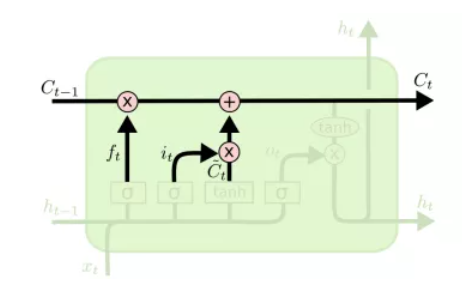 h_t
C_{t-1} x + C_t
tanh
f_t i_t x o_t x
C̃_t
σ σ tanh σ
h_{t-1} h_t
x_t